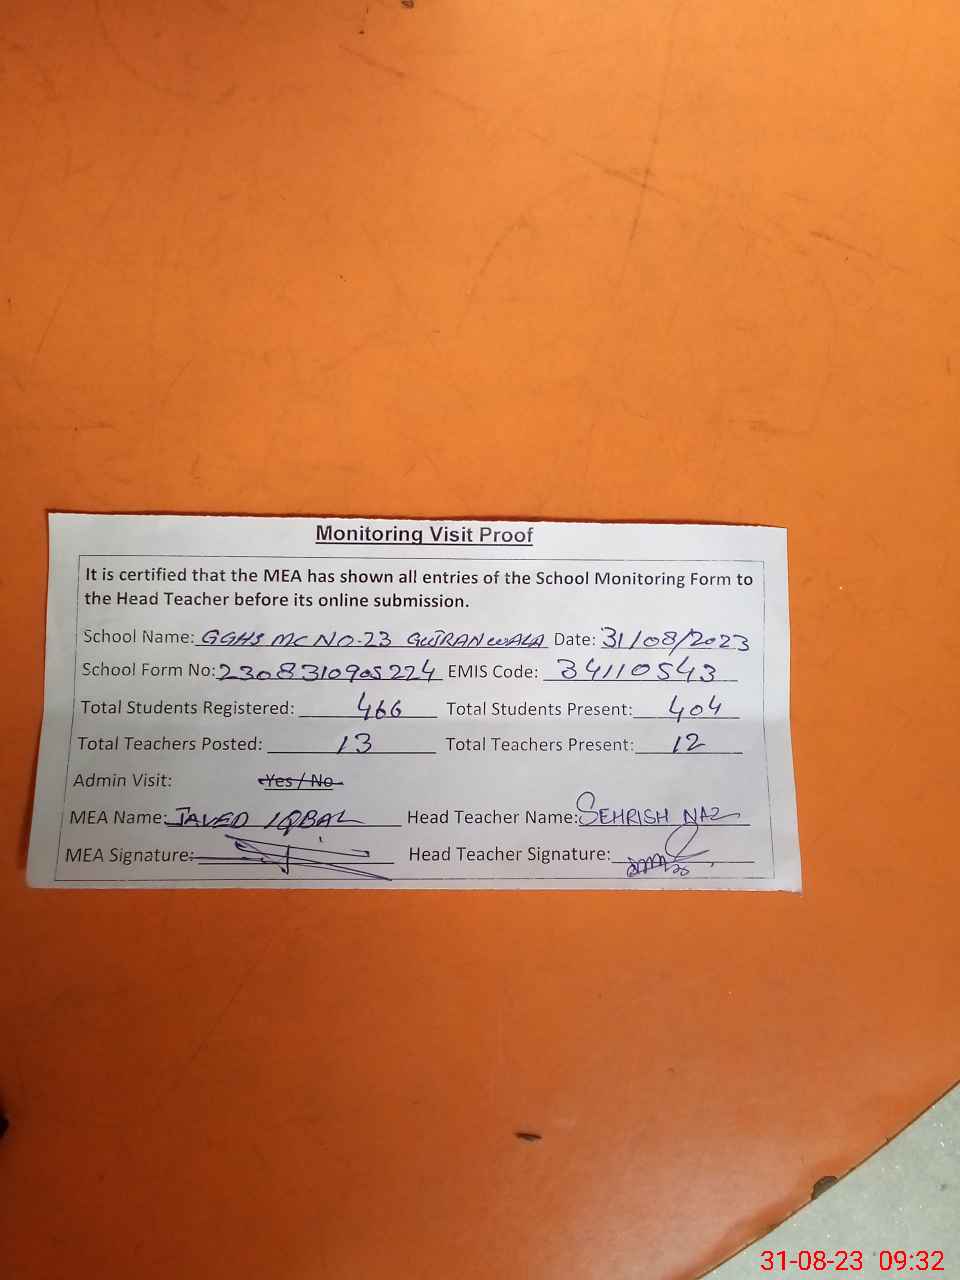 Monitoring Visit Proof
It is certified that the MEA has shown all entries of the School Monitoring Form to
the Head Teacher before its online submission.
School Name: GGHS MC NO-23 GUJRANWALA Date: 31/08/2023
School Form No: 2308310905224 EMIS Code: 34110543
Total Students Registered: 466 Total Students Present: 404
Total Teachers Posted: 13 Total Teachers Present: 12
Admin Visit: Yes / No
MEA Name: JAVED IQBAL Head Teacher Name: SEHRISH NAZ
MEA Signature: Head Teacher Signature:
31-08-23 09:32